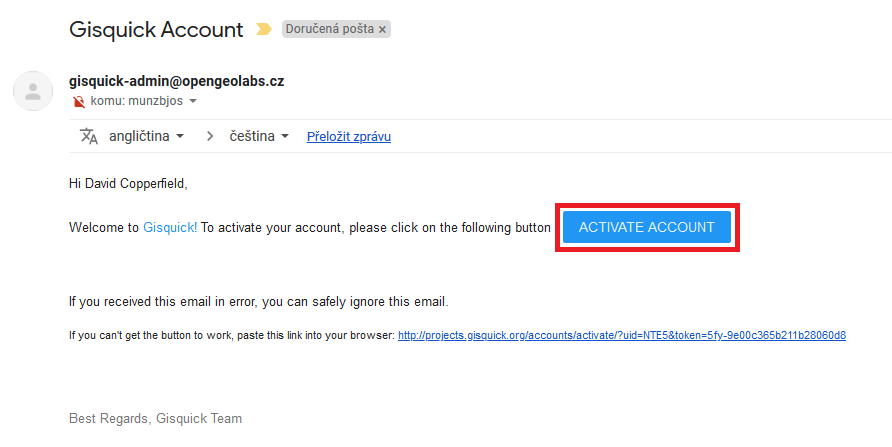 Gisquick Account Doručená pošta ×
gisquick-admin@opengeolabs.cz
komu: munzbjos
angličtina > čeština Přeložit zprávu
Hi David Copperfield,
Welcome to Gisquick! To activate your account, please click on the following button ACTIVATE ACCOUNT
If you received this email in error, you can safely ignore this email.
If you can't get the button to work, paste this link into your browser: http://projects.gisquick.org/accounts/activate/?uid=NTE5&token=5fy-9e00c365b211b28060d8
Best Regards, Gisquick Team